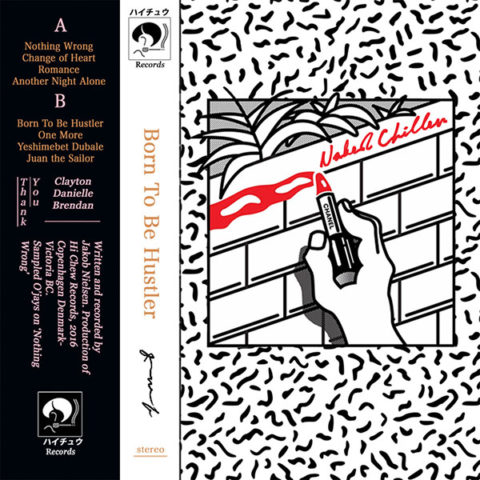 A
Nothing Wrong
Change of Heart
Romance
Another Night Alone
B
Born To Be Hustler
One More
Yeshimebet Dubale
Juan the Sailor
Thank
You
Clayton
Danielle
Brendan
Written and recorded by
Jakob Nielsen. Production of
Hi Chew Records, 2016
Copenhagen Denmark-
Victoria BC.
Sampled O'jays on 'Nothing
Wrong'
ハイチュウ
Records
ハイチュウ
Records
Born To Be Hustler
stereo
Naked Chiller
CHANEL